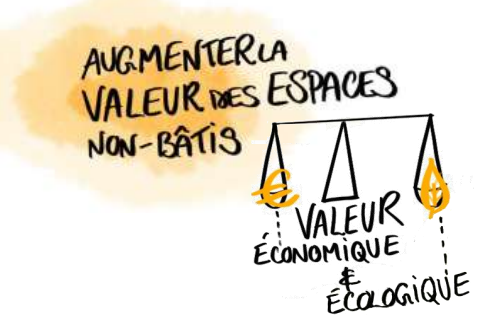 AUGMENTER LA
VALEUR DES ESPACES
NON-BÂTIS
€
VALEUR
ÉCONOMIQUE
&
ÉCOLOGIQUE